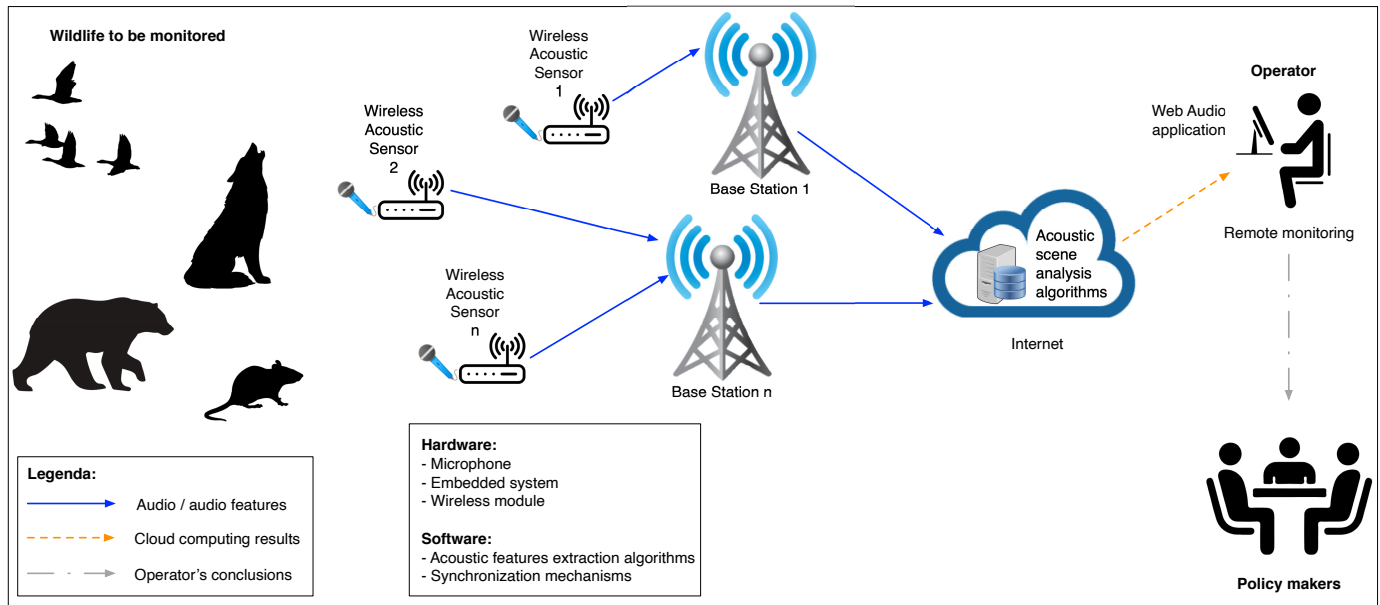 Wildlife to be monitored
Wireless
Acoustic
Sensor
1
Wireless
Acoustic
Sensor
2
Wireless
Acoustic
Sensor
n
Base Station 1
Base Station n
Acoustic
scene
analysis
algorithms
Internet
Operator
Web Audio
application
Remote monitoring
Policy makers
Legenda:
Audio / audio features
Cloud computing results
Operator's conclusions
Hardware:
- Microphone
- Embedded system
- Wireless module
Software:
- Acoustic features extraction algorithms
- Synchronization mechanisms